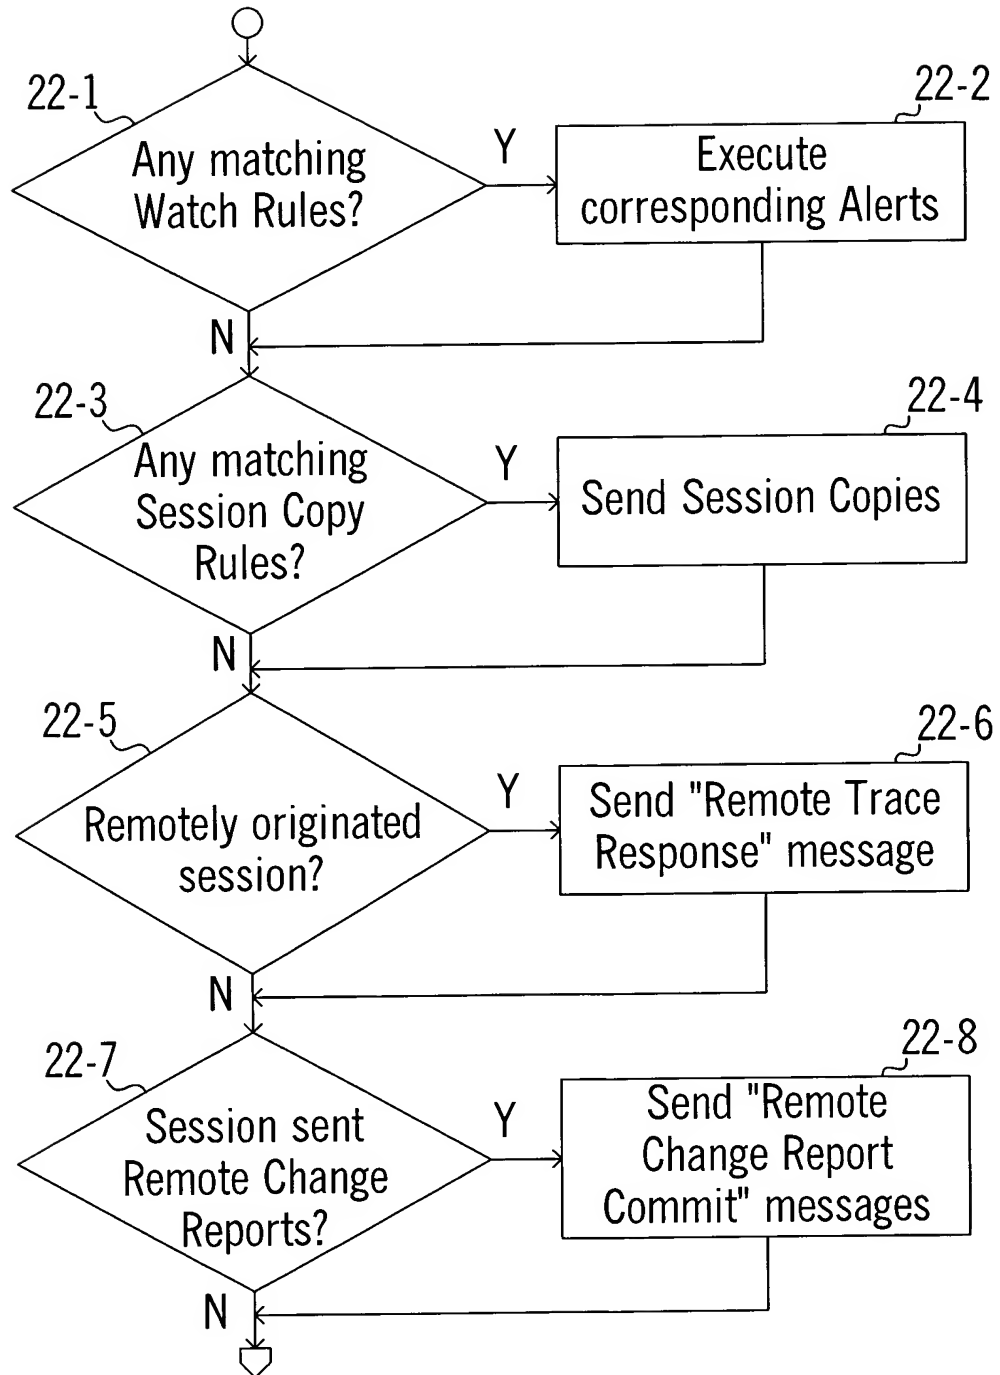 22-1
Any matching
Watch Rules?
Y
22-2
Execute
corresponding Alerts
N
22-3
Any matching
Session Copy
Rules?
Y
22-4
Send Session Copies
N
22-5
Remotely originated
session?
Y
22-6
Send "Remote Trace
Response" message
N
22-7
Session sent
Remote Change
Reports?
Y
22-8
Send "Remote
Change Report
Commit" messages
N